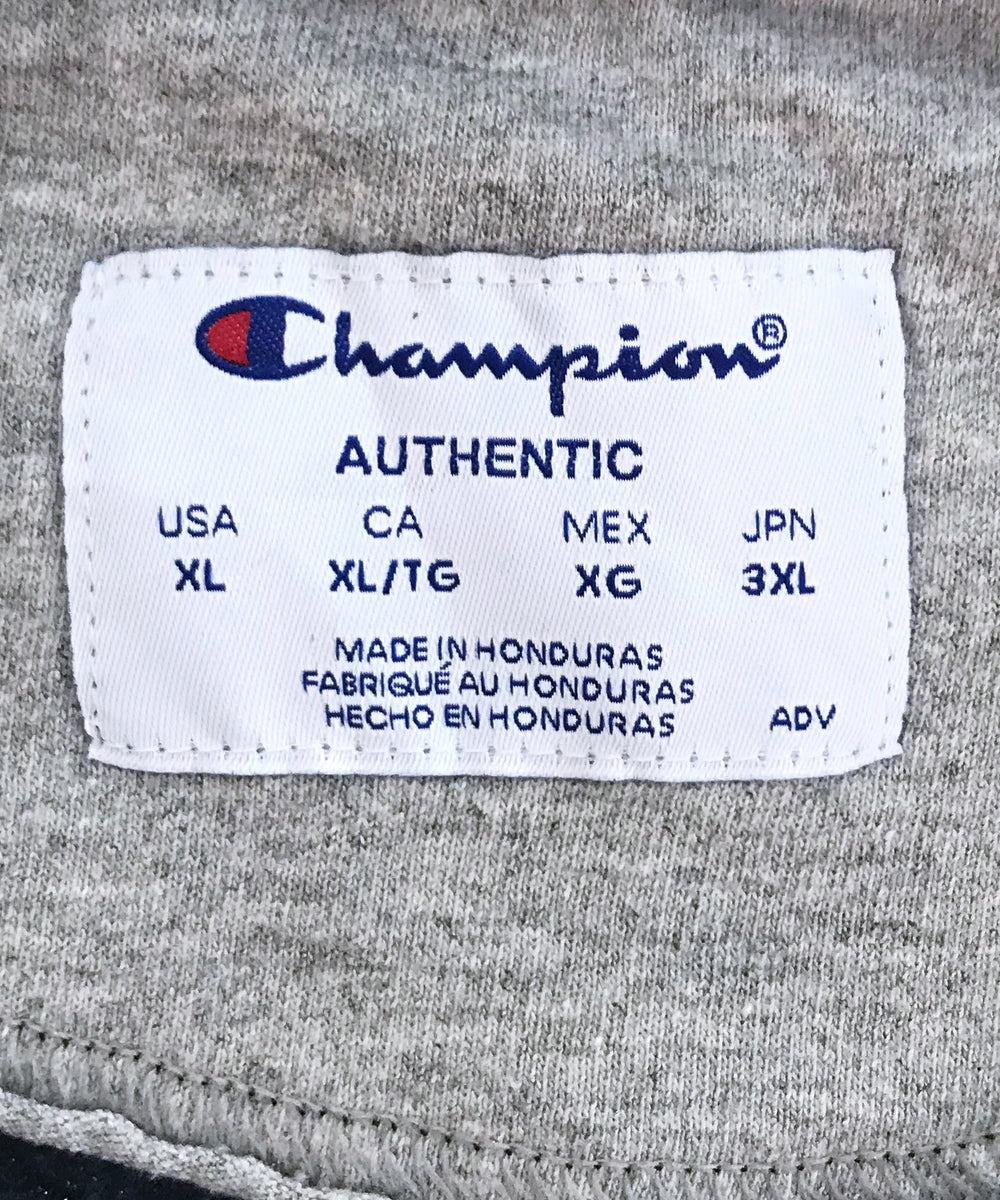 Champion®
AUTHENTIC
USA CA MEX JPN
XL XL/TG XG 3XL
MADE IN HONDURAS
FABRIQUÉ AU HONDURAS
HECHO EN HONDURAS ADV